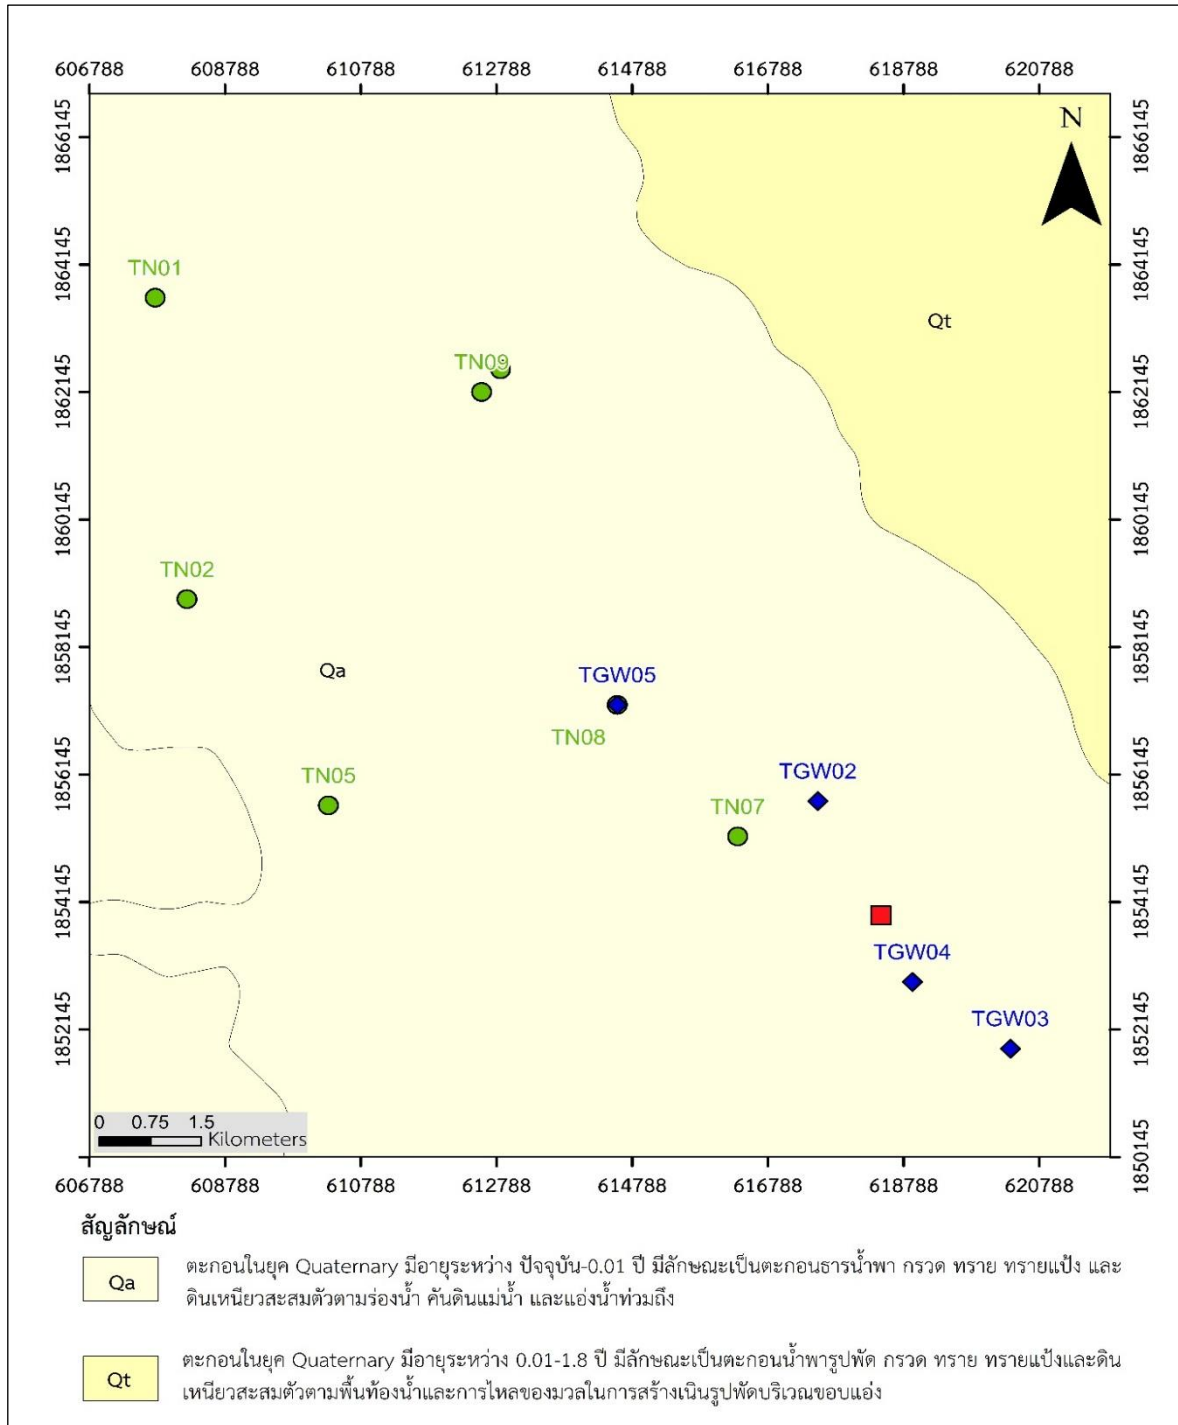 606788 608788 610788 612788 614788 616788 618788 620788
N
1866145 1866145
1864145 1864145
TN01
Qt
TN09
1862145 1862145
1860145 1860145
TN02
1858145 1858145
Qa
TGW05
TN08
1856145 1856145
TGW02
TN05
TN07
1854145 1854145
TGW04
1852145 1852145
TGW03
0 0.75 1.5
Kilometers
1850145 1850145
606788 608788 610788 612788 614788 616788 618788 620788
สัญลักษณ์
Qa
ตะกอนในยุค Quaternary มีอายุระหว่าง ปัจจุบัน-0.01 ปี มีลักษณะเป็นตะกอนธารน้ำพา กรวด ทราย ทรายแป้ง และ
ดินเหนียวสะสมตัวตามร่องน้ำ คันดินแม่น้ำ และแอ่งน้ำท่วมถึง
Qt
ตะกอนในยุค Quaternary มีอายุระหว่าง 0.01-1.8 ปี มีลักษณะเป็นตะกอนน้ำพารูปพัด กรวด ทราย ทรายแป้งและดิน
เหนียวสะสมตัวตามพื้นท้องน้ำและการไหลของมวลในการสร้างเนินรูปพัดบริเวณขอบแอ่ง